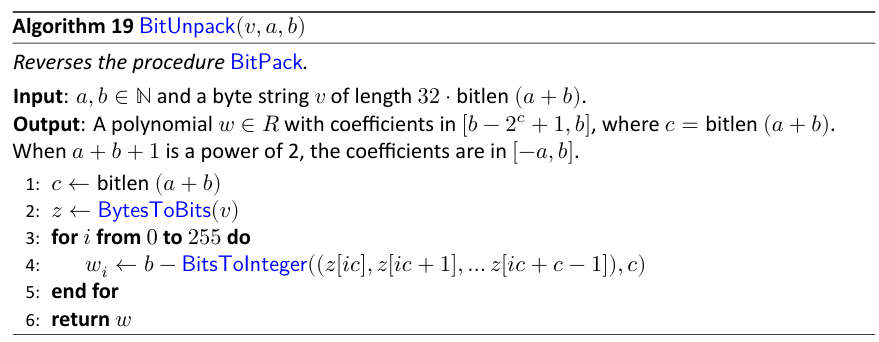 Algorithm 19 BitUnpack(v, a, b)
Reverses the procedure BitPack.
Input: a, b ∈ ℕ and a byte string v of length 32 · bitlen (a + b).
Output: A polynomial w ∈ R with coefficients in [b − 2^c + 1, b], where c = bitlen (a + b).
When a + b + 1 is a power of 2, the coefficients are in [−a, b].
1: c ← bitlen (a + b)
2: z ← BytesToBits(v)
3: for i from 0 to 255 do
4: w_i ← b − BitsToInteger((z[ic], z[ic + 1], ... z[ic + c − 1]), c)
5: end for
6: return w